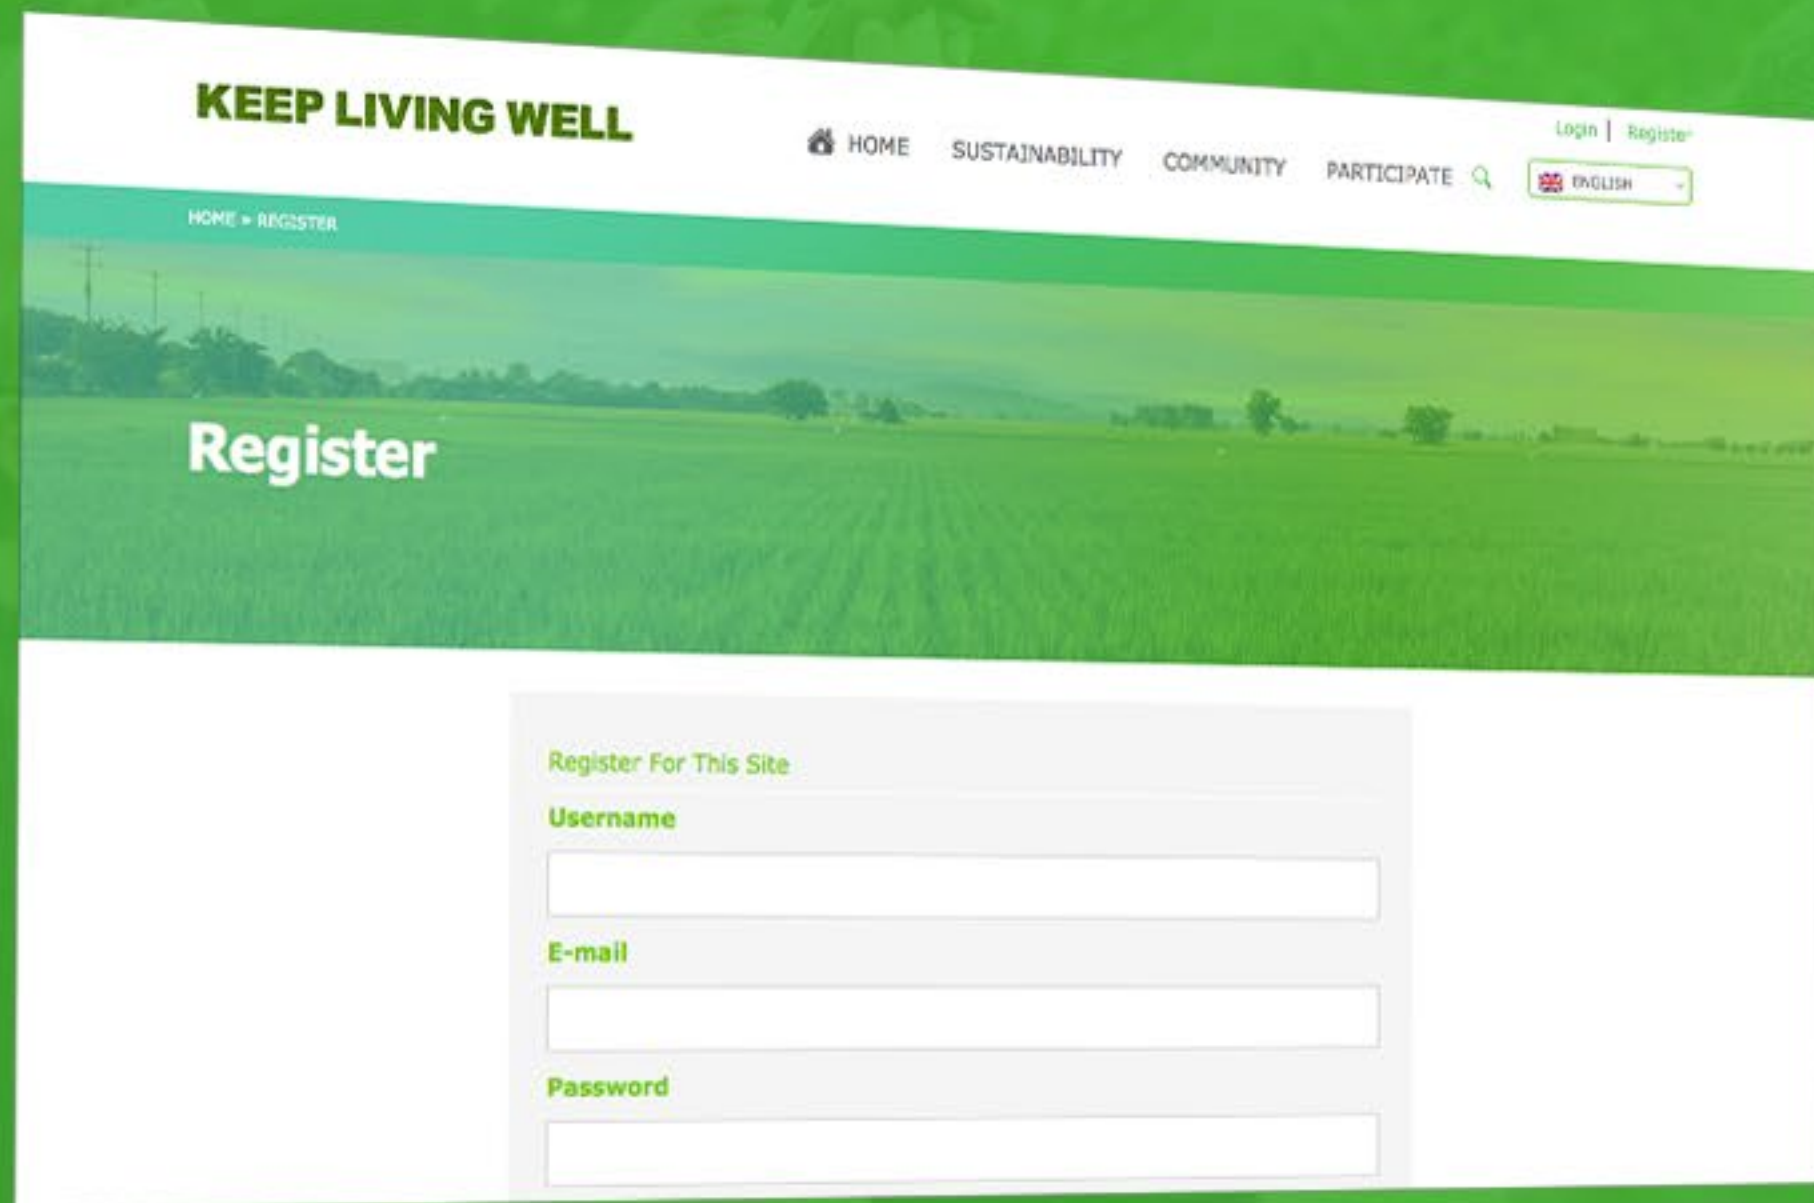 KEEP LIVING WELL
HOME SUSTAINABILITY COMMUNITY PARTICIPATE
Login | Register
ENGLISH
HOME » REGISTER
Register
Register For This Site
Username
E-mail
Password